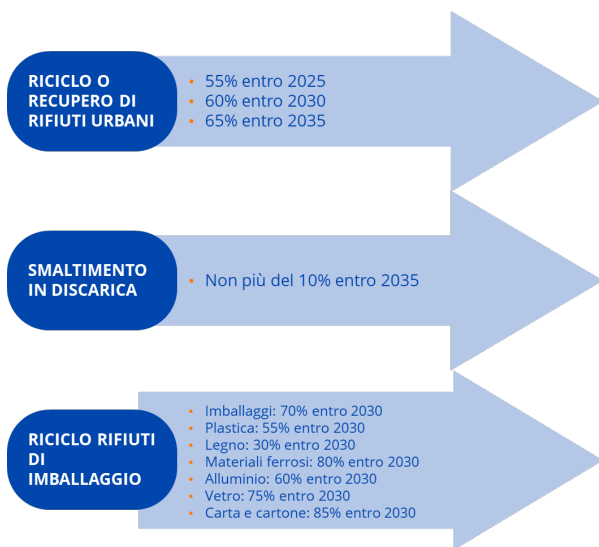 RICICLO O
RECUPERO DI
RIFIUTI URBANI
• 55% entro 2025
• 60% entro 2030
• 65% entro 2035
SMALTIMENTO
IN DISCARICA
• Non più del 10% entro 2035
RICICLO RIFIUTI
DI
IMBALLAGGIO
• Imballaggi: 70% entro 2030
• Plastica: 55% entro 2030
• Legno: 30% entro 2030
• Materiali ferrosi: 80% entro 2030
• Alluminio: 60% entro 2030
• Vetro: 75% entro 2030
• Carta e cartone: 85% entro 2030